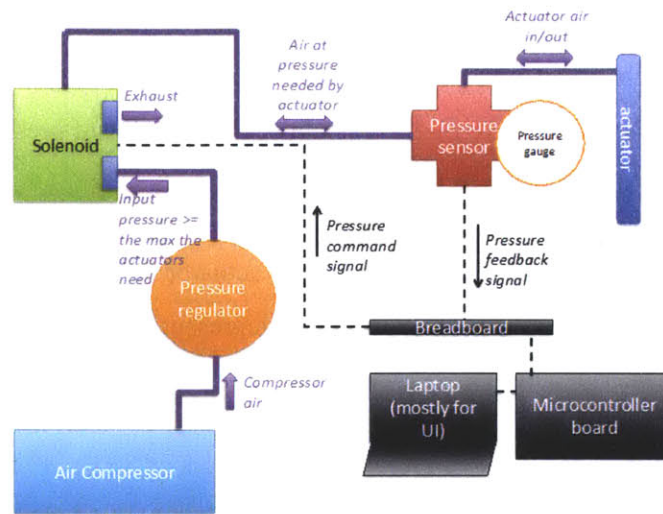 Actuator air
in/out
Air at
pressure
needed by
actuator
Exhaust
Solenoid
Pressure
sensor
Pressure
gauge
actuator
Input
pressure >=
the max the
actuators
need
Pressure
command
signal
Pressure
feedback
signal
Pressure
regulator
Breadboard
Compressor
air
Laptop
(mostly for
UI)
Microcontroller
board
Air Compressor